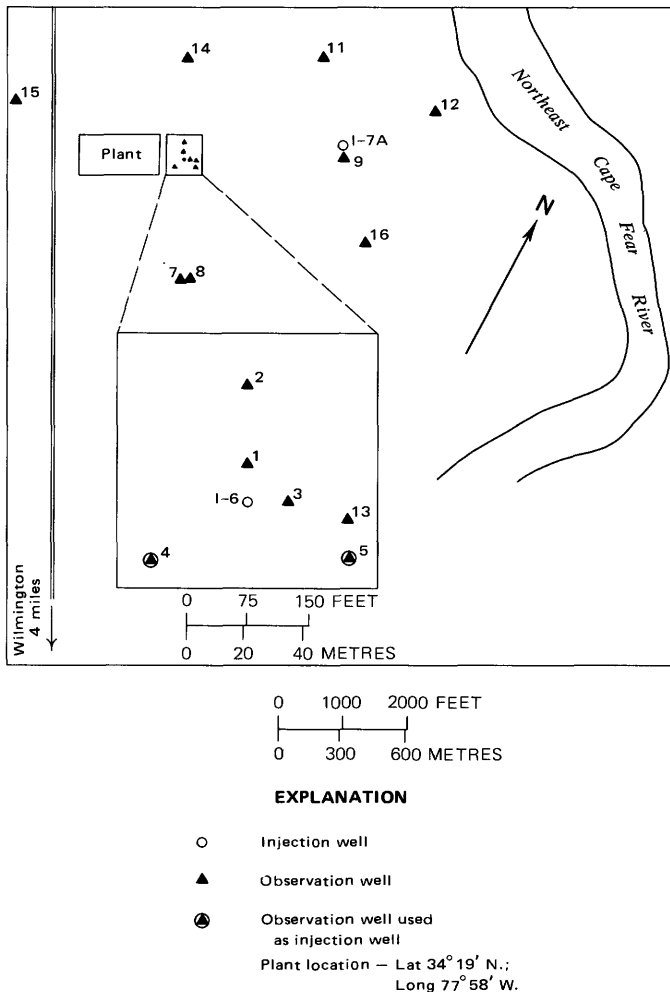 14
11
15
12
I-7A
Plant
9
Northeast Cape Fear River
N
16
7 8
2
1
I-6
3
13
4
5
Wilmington
4 miles
0 75 150 FEET
0 20 40 METRES
0 1000 2000 FEET
0 300 600 METRES
EXPLANATION
Injection well
Observation well
Observation well used
as injection well
Plant location — Lat 34° 19' N.;
Long 77° 58' W.